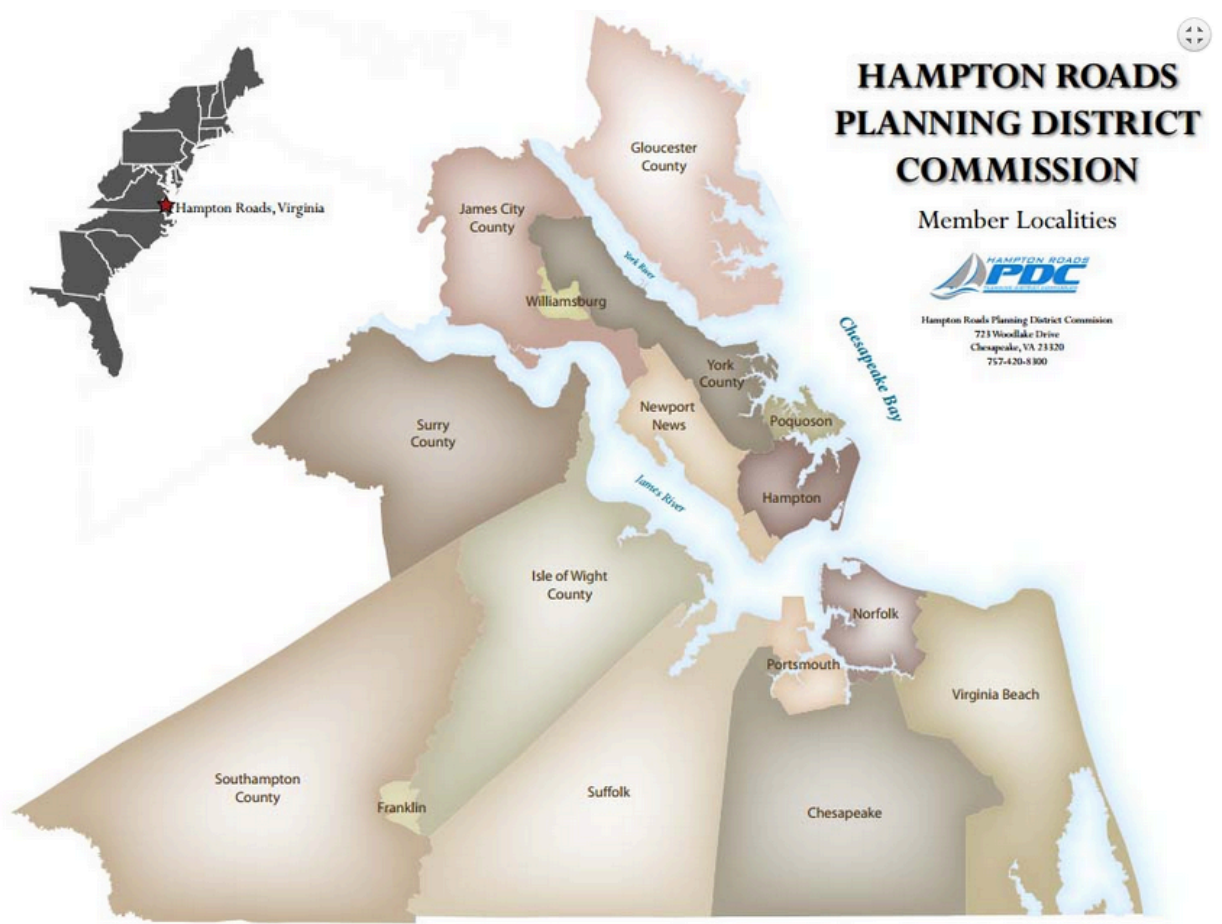 HAMPTON ROADS
PLANNING DISTRICT
COMMISSION
Member Localities
HAMPTON ROADS
PDC
Hampton Roads Planning District Commision
723 Woodlake Drive
Chesapeake, VA 23320
757-420-8300
Hampton Roads, Virginia
Gloucester
County
James City
County
York River
Williamsburg
Chesapeake Bay
York
County
Newport
News
Poquoson
Surry
County
James River
Hampton
Isle of Wight
County
Norfolk
Portsmouth
Virginia Beach
Southampton
County
Franklin
Suffolk
Chesapeake